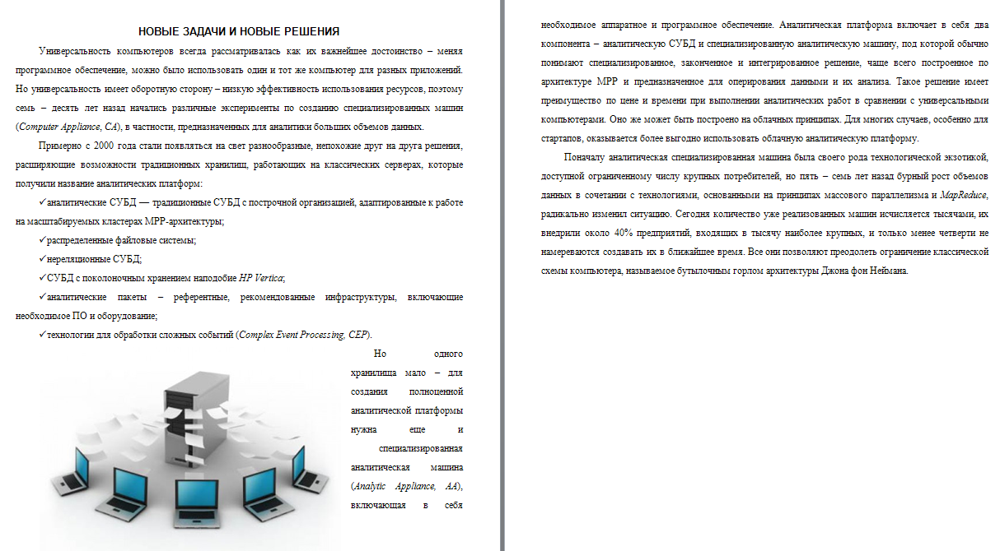 НОВЫЕ ЗАДАЧИ И НОВЫЕ РЕШЕНИЯ
Универсальность компьютеров всегда рассматривалась как их важнейшее достоинство – меняя
программное обеспечение, можно было использовать один и тот же компьютер для разных приложений.
Но универсальность имеет оборотную сторону – низкую эффективность использования ресурсов, поэтому
семь – десять лет назад начались различные эксперименты по созданию специализированных машин
(Computer Appliance, CA), в частности, предназначенных для аналитики больших объемов данных.
Примерно с 2000 года стали появляться на свет разнообразные, непохожие друг на друга решения,
расширяющие возможности традиционных хранилищ, работающих на классических серверах, которые
получили название аналитических платформ:
✓аналитические СУБД — традиционные СУБД с построчной организацией, адаптированные к работе
на масштабируемых кластерах МРР-архитектуры;
✓распределенные файловые системы;
✓нереляционные СУБД;
✓СУБД с поколоночным хранением наподобие HP Vertica;
✓аналитические пакеты – референтные, рекомендованные инфраструктуры, включающие
необходимое ПО и оборудование;
✓технологии для обработки сложных событий (Complex Event Processing, CEP).
Но одного
хранилища мало – для
создания полноценной
аналитической платформы
нужна еще и
специализированная
аналитическая машина
(Analytic Appliance, AA),
включающая в себя
необходимое аппаратное и программное обеспечение. Аналитическая платформа включает в себя два
компонента – аналитическую СУБД и специализированную аналитическую машину, под которой обычно
понимают специализированное, законченное и интегрированное решение, чаще всего построенное по
архитектуре МРР и предназначенное для оперирования данными и их анализа. Такое решение имеет
преимущество по цене и времени при выполнении аналитических работ в сравнении с универсальными
компьютерами. Оно же может быть построено на облачных принципах. Для многих случаев, особенно для
стартапов, оказывается более выгодно использовать облачную аналитическую платформу.
Поначалу аналитическая специализированная машина была своего рода технологической экзотикой,
доступной ограниченному числу крупных потребителей, но пять – семь лет назад бурный рост объемов
данных в сочетании с технологиями, основанными на принципах массового параллелизма и MapReduce,
радикально изменил ситуацию. Сегодня количество уже реализованных машин исчисляется тысячами, их
внедрили около 40% предприятий, входящих в тысячу наиболее крупных, и только менее четверти не
намереваются создавать их в ближайшее время. Все они позволяют преодолеть ограничение классической
схемы компьютера, называемое бутылочным горлом архитектуры Джона фон Неймана.